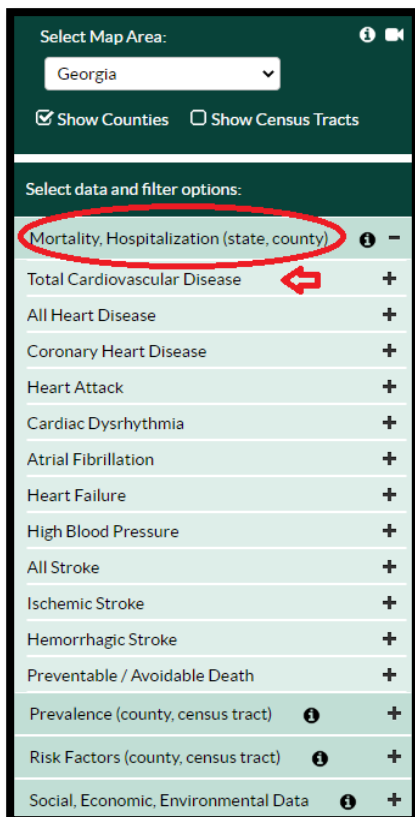 Select Map Area:
Georgia
Show Counties Show Census Tracts
Select data and filter options:
Mortality, Hospitalization (state, county)
Total Cardiovascular Disease
All Heart Disease
Coronary Heart Disease
Heart Attack
Cardiac Dysrhythmia
Atrial Fibrillation
Heart Failure
High Blood Pressure
All Stroke
Ischemic Stroke
Hemorrhagic Stroke
Preventable / Avoidable Death
Prevalence (county, census tract)
Risk Factors (county, census tract)
Social, Economic, Environmental Data